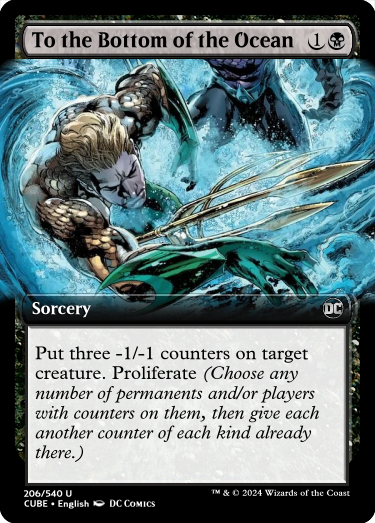 To the Bottom of the Ocean 1
Sorcery DC
Put three -1/-1 counters on target
creature. Proliferate (Choose any
number of permanents and/or players
with counters on them, then give each
another counter of each kind already
there.)
206/540 U
CUBE • English DC COMICS
™ & © 2024 Wizards of the Coast